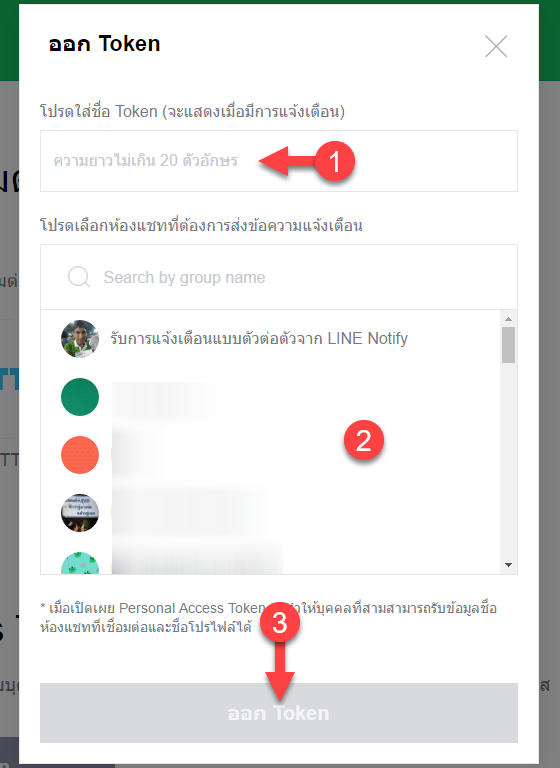 ออก Token
โปรดใส่ชื่อ Token (จะแสดงเมื่อมีการแจ้งเตือน)
ความยาวไม่เกิน 20 ตัวอักษร
1
โปรดเลือกห้องแชทที่ต้องการส่งข้อความแจ้งเตือน
Search by group name
รับการแจ้งเตือนแบบตัวต่อตัวจาก LINE Notify
2
* เมื่อเปิดเผย Personal Access Token ให้บุคคลที่สามสามารถรับข้อมูลชื่อ
ห้องแชทที่เชื่อมต่อและชื่อโปรไฟล์ได้
3
ออก Token